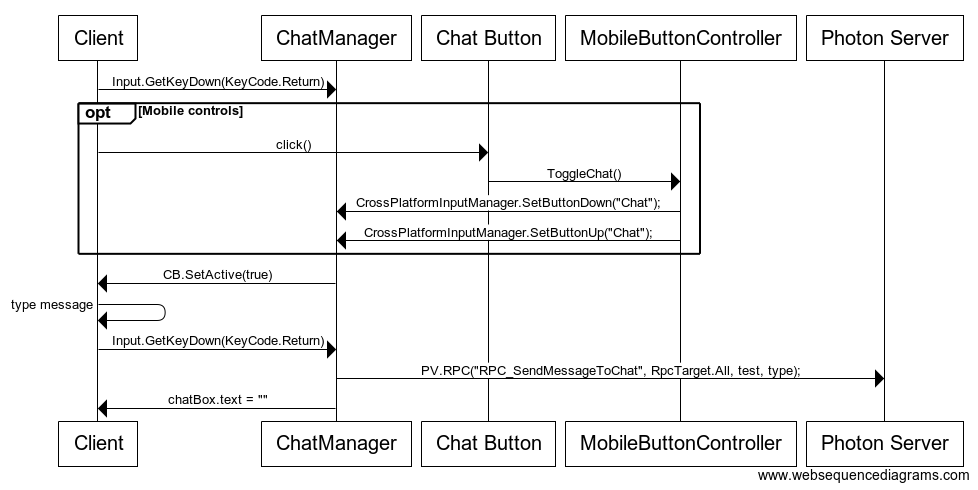 Client ChatManager Chat Button MobileButtonController Photon Server
Input.GetKeyDown(KeyCode.Return)
opt [Mobile controls]
click()
ToggleChat()
CrossPlatformInputManager.SetButtonDown("Chat");
CrossPlatformInputManager.SetButtonUp("Chat");
CB.SetActive(true)
type message
Input.GetKeyDown(KeyCode.Return)
PV.RPC("RPC_SendMessageToChat", RpcTarget.All, test, type);
chatBox.text = ""
Client ChatManager Chat Button MobileButtonController Photon Server
www.websequencediagrams.com